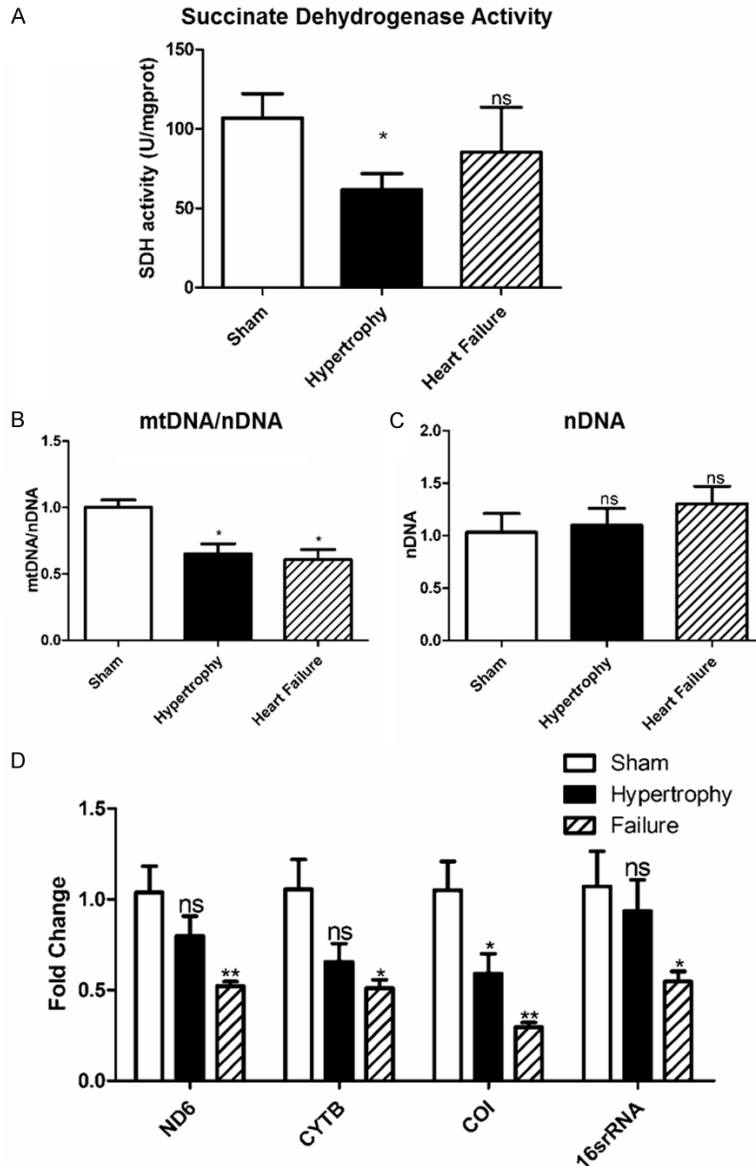 A
Succinate Dehydrogenase Activity
SDH activity (U/mgprot)
150
100
50
0
*
ns
Sham
Hypertrophy
Heart Failure
B
mtDNA/nDNA
mtDNA/nDNA
1.5
1.0
0.5
0.0
*
*
Sham
Hypertrophy
Heart Failure
C
nDNA
nDNA
2.0
1.5
1.0
0.5
0.0
ns
ns
Sham
Hypertrophy
Heart Failure
D
Sham
Hypertrophy
Failure
Fold Change
1.5
1.0
0.5
0.0
ns
**
ns
*
*
**
ns
*
ND6
CYTB
COI
16srRNA